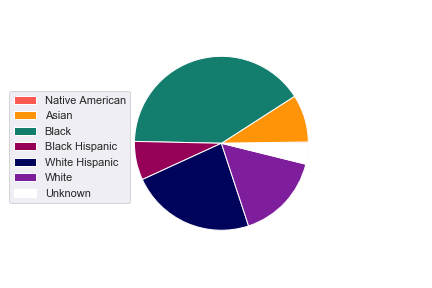 Native American
Asian
Black
Black Hispanic
White Hispanic
White
Unknown